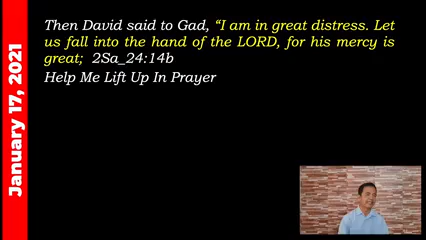 January 17, 2021
Then David said to Gad, “I am in great distress. Let
us fall into the hand of the LORD, for his mercy is
great; 2Sa_24:14b
Help Me Lift Up In Prayer